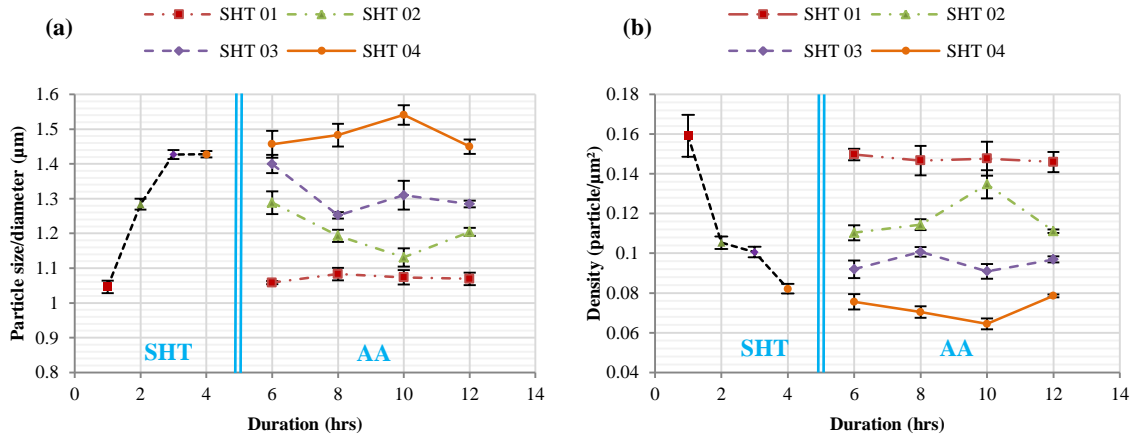 (a)
SHT 01
SHT 02
SHT 03
SHT 04
Particle size/diameter (µm)
1.6
1.5
1.4
1.3
1.2
1.1
1
0.9
0.8
SHT
AA
0
2
4
6
8
10
12
14
Duration (hrs)
(b)
SHT 01
SHT 02
SHT 03
SHT 04
Density (particle/µm²)
0.18
0.16
0.14
0.12
0.1
0.08
0.06
0.04
SHT
AA
0
2
4
6
8
10
12
14
Duration (hrs)